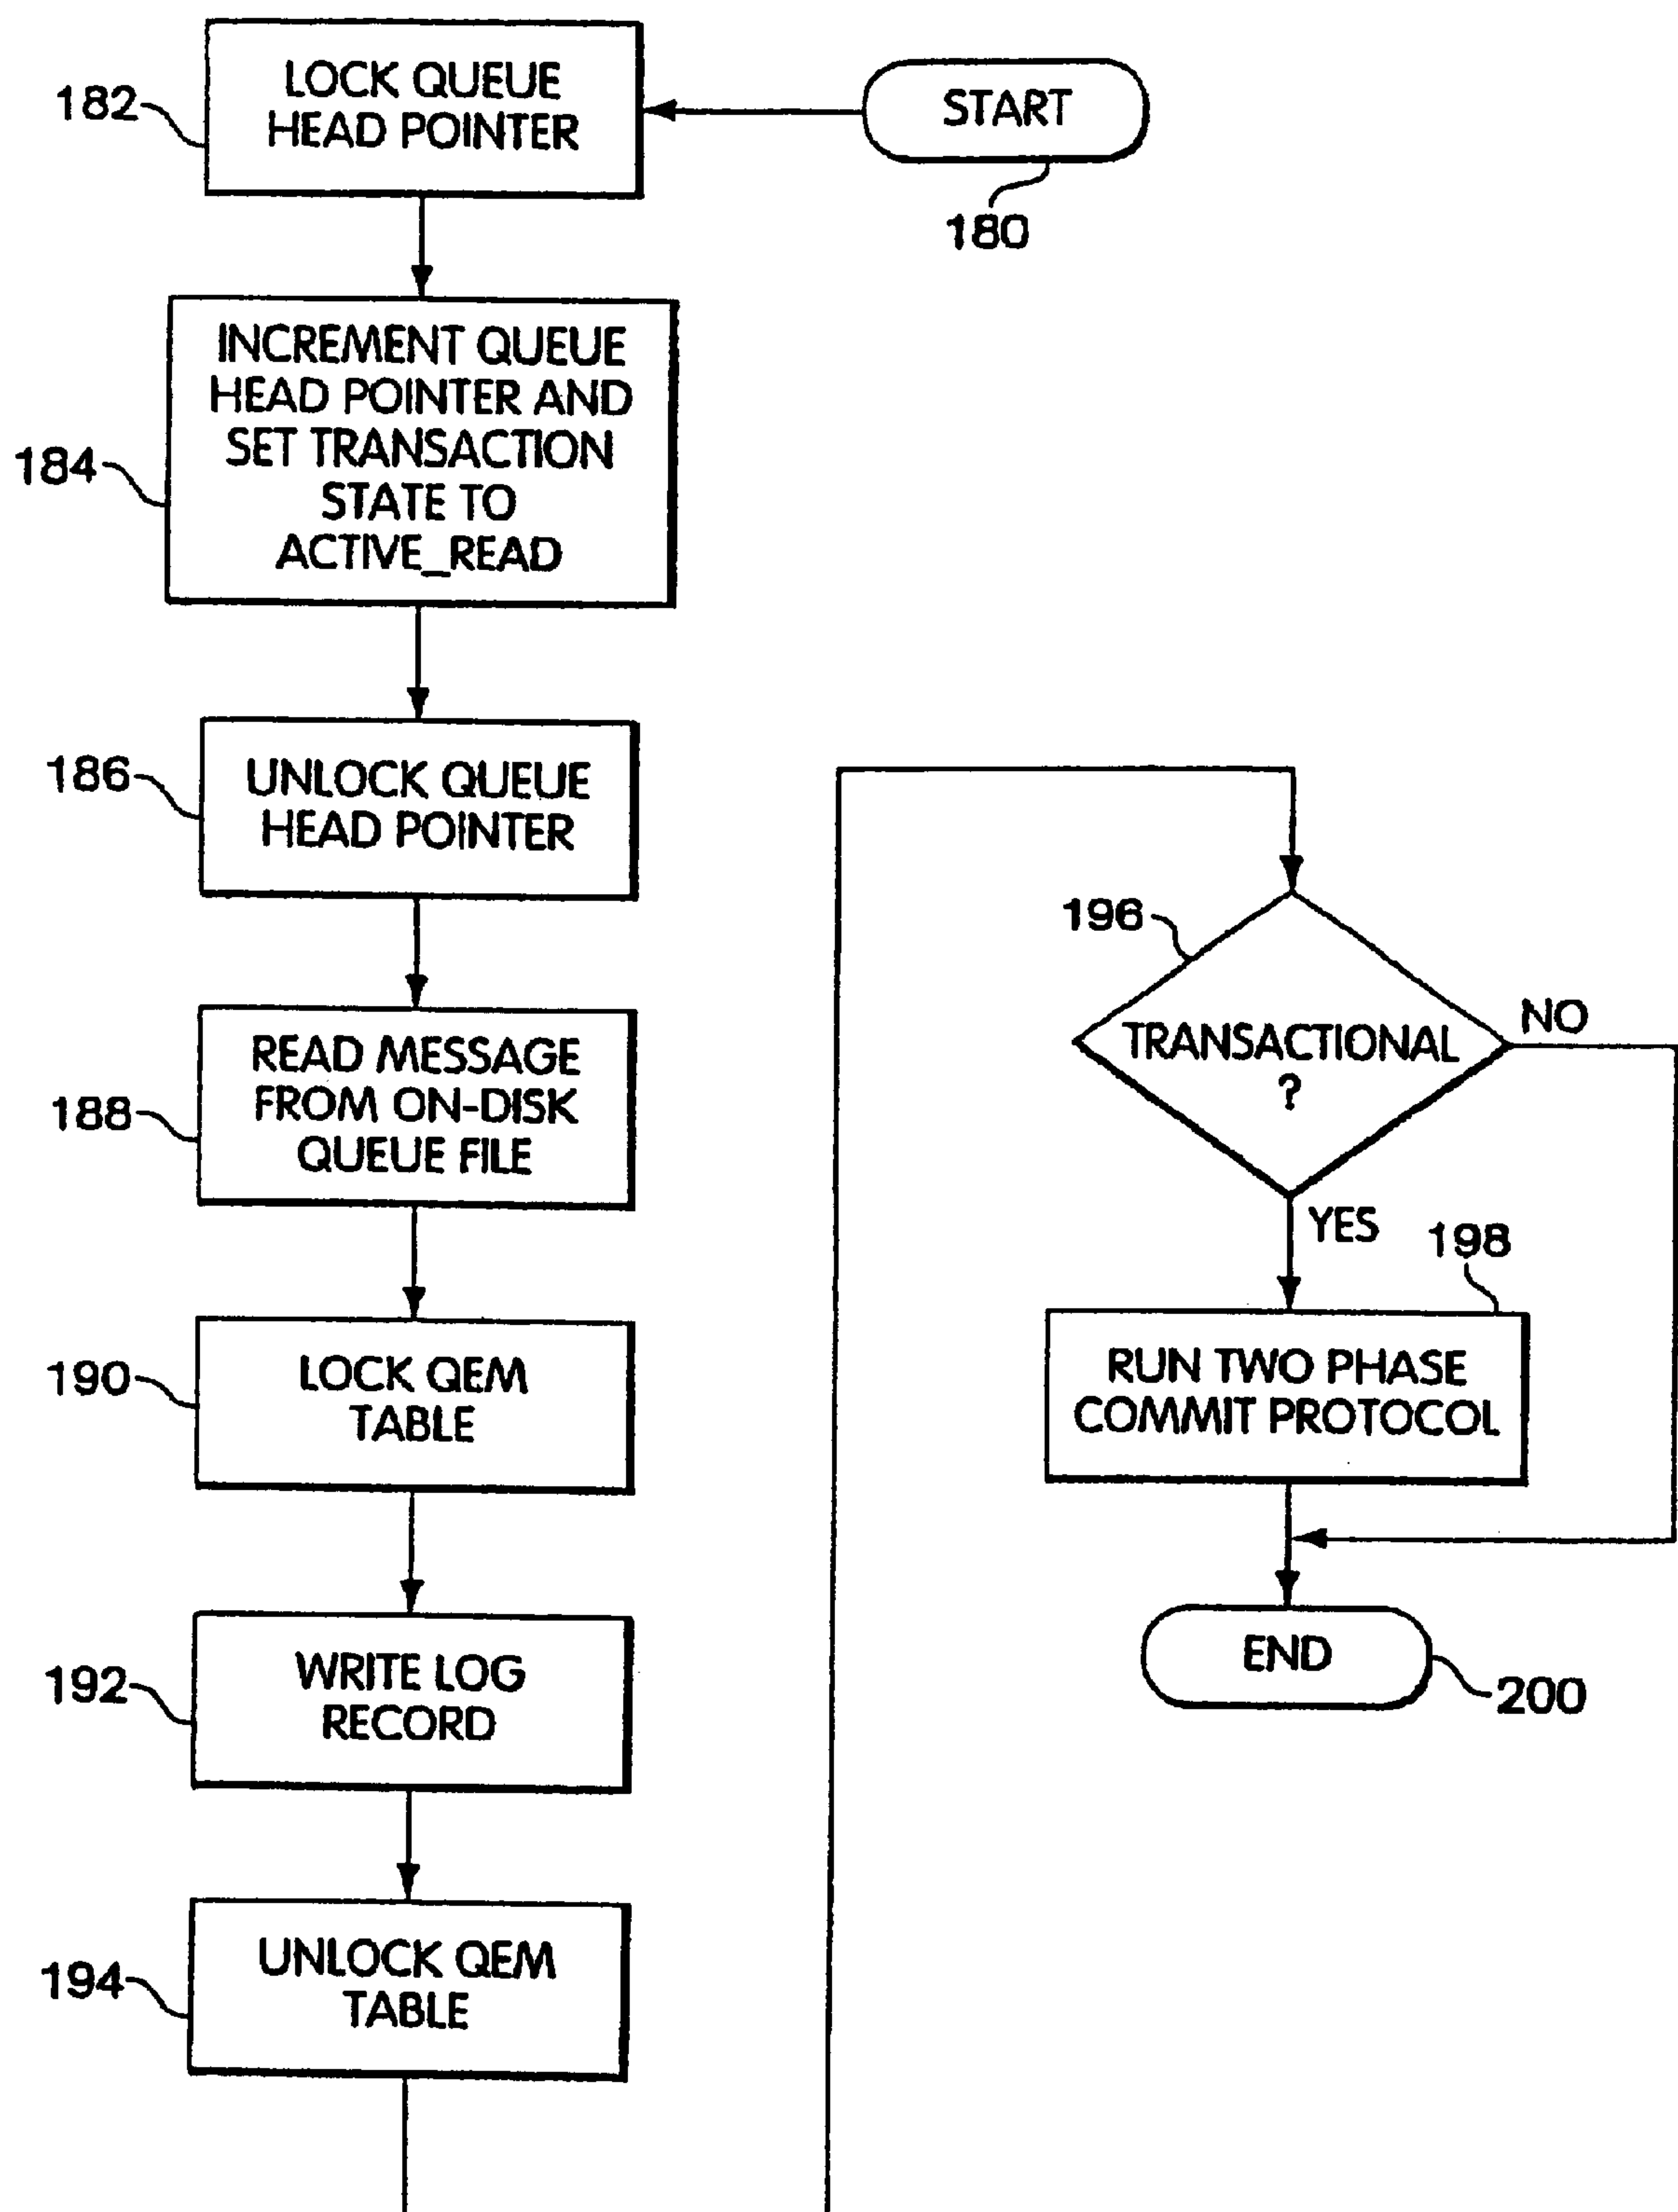 182
LOCK QUEUE
HEAD POINTER
START
180
184
INCREMENT QUEUE
HEAD POINTER AND
SET TRANSACTION
STATE TO
ACTIVE_READ
186
UNLOCK QUEUE
HEAD POINTER
188
READ MESSAGE
FROM ON-DISK
QUEUE FILE
190
LOCK QEM
TABLE
192
WRITE LOG
RECORD
194
UNLOCK QEM
TABLE
196
TRANSACTIONAL
?
NO
YES
198
RUN TWO PHASE
COMMIT PROTOCOL
END
200